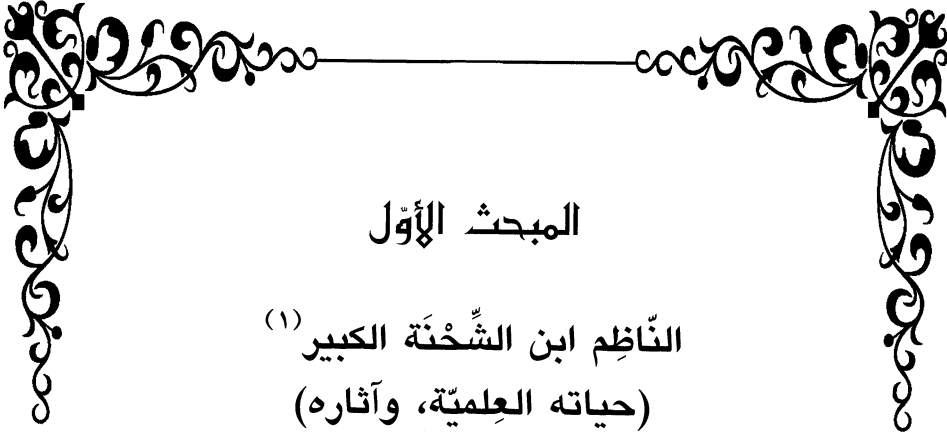 المبحث الأوّل
النّاظِم ابن الشِّحْنَة الكبير(١)
(حياته العِلميّة، وآثاره)